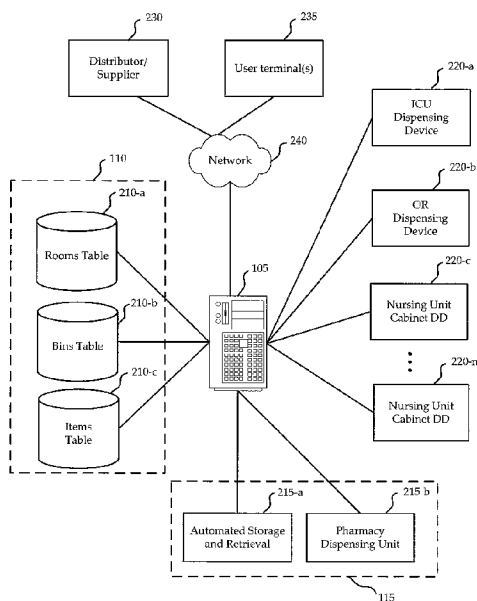 230
235
Distributor/
Supplier
User terminal(s)
220-a
ICU
Dispensing
Device
240
Network
110
210-a
Rooms Table
220-b
OR
Dispensing
Device
105
220-c
210-b
Bins Table
Nursing Unit
Cabinet DD
210-c
Items
Table
220-n
Nursing Unit
Cabinet DD
215-a
215-b
Automated Storage
and Retrieval
Pharmacy
Dispensing Unit
115